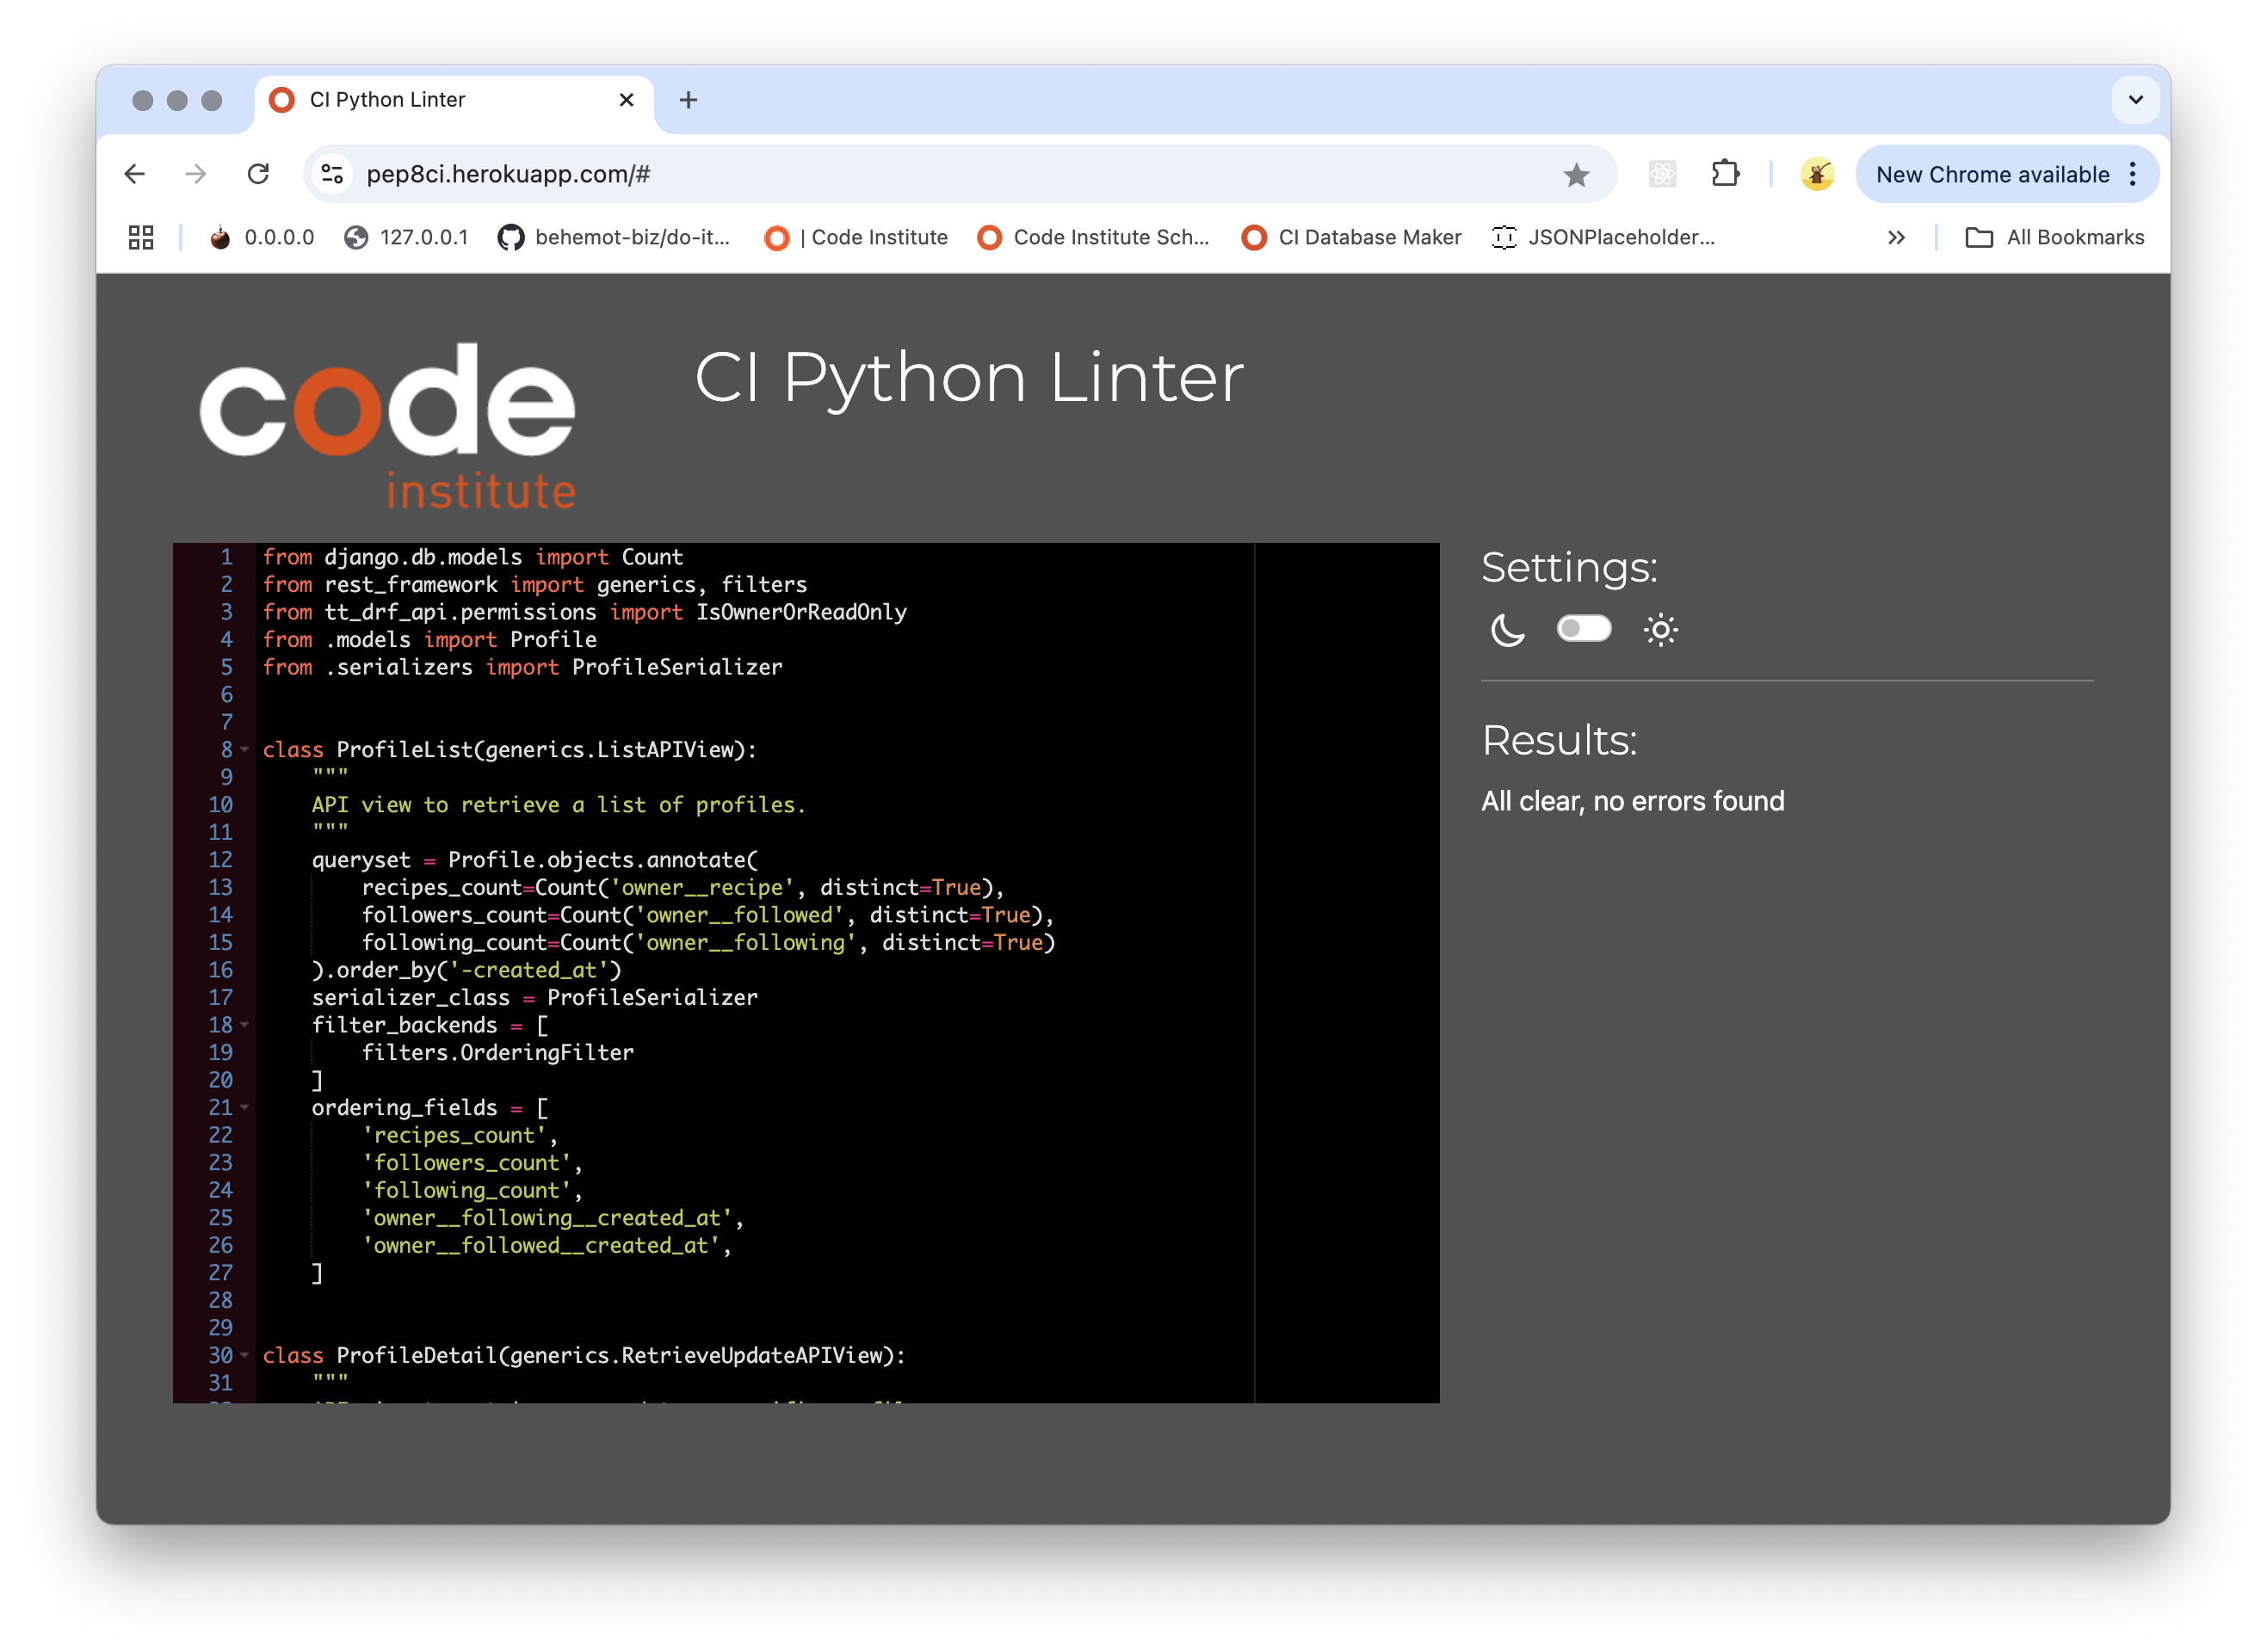 CI Python Linter
pep8ci.herokuapp.com/#
New Chrome available
0.0.0.0
127.0.0.1
behemot-biz/do-it...
| Code Institute
Code Institute Sch...
CI Database Maker
JSONPlaceholder...
All Bookmarks
code
institute
CI Python Linter
1 from django.db.models import Count
2 from rest_framework import generics, filters
3 from tt_drf_api.permissions import IsOwnerOrReadOnly
4 from .models import Profile
5 from .serializers import ProfileSerializer
6
7
8 class ProfileList(generics.ListAPIView):
9     """
10     API view to retrieve a list of profiles.
11     """
12     queryset = Profile.objects.annotate(
13         recipes_count=Count('owner__recipe', distinct=True),
14         followers_count=Count('owner__followed', distinct=True),
15         following_count=Count('owner__following', distinct=True)
16     ).order_by('-created_at')
17     serializer_class = ProfileSerializer
18     filter_backends = [
19         filters.OrderingFilter
20     ]
21     ordering_fields = [
22         'recipes_count',
23         'followers_count',
24         'following_count',
25         'owner__following__created_at',
26         'owner__followed__created_at',
27     ]
28
29
30 class ProfileDetail(generics.RetrieveUpdateAPIView):
31     """
Settings:
Results:
All clear, no errors found